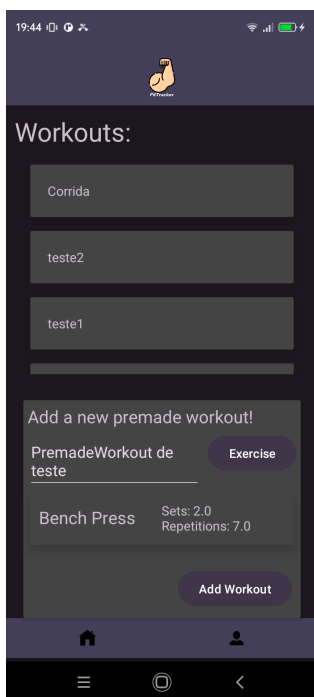 19:44
FitTracker
Workouts:
Corrida
teste2
teste1
Add a new premade workout!
PremadeWorkout de
teste
Exercise
Bench Press
Sets: 2.0
Repetitions: 7.0
Add Workout